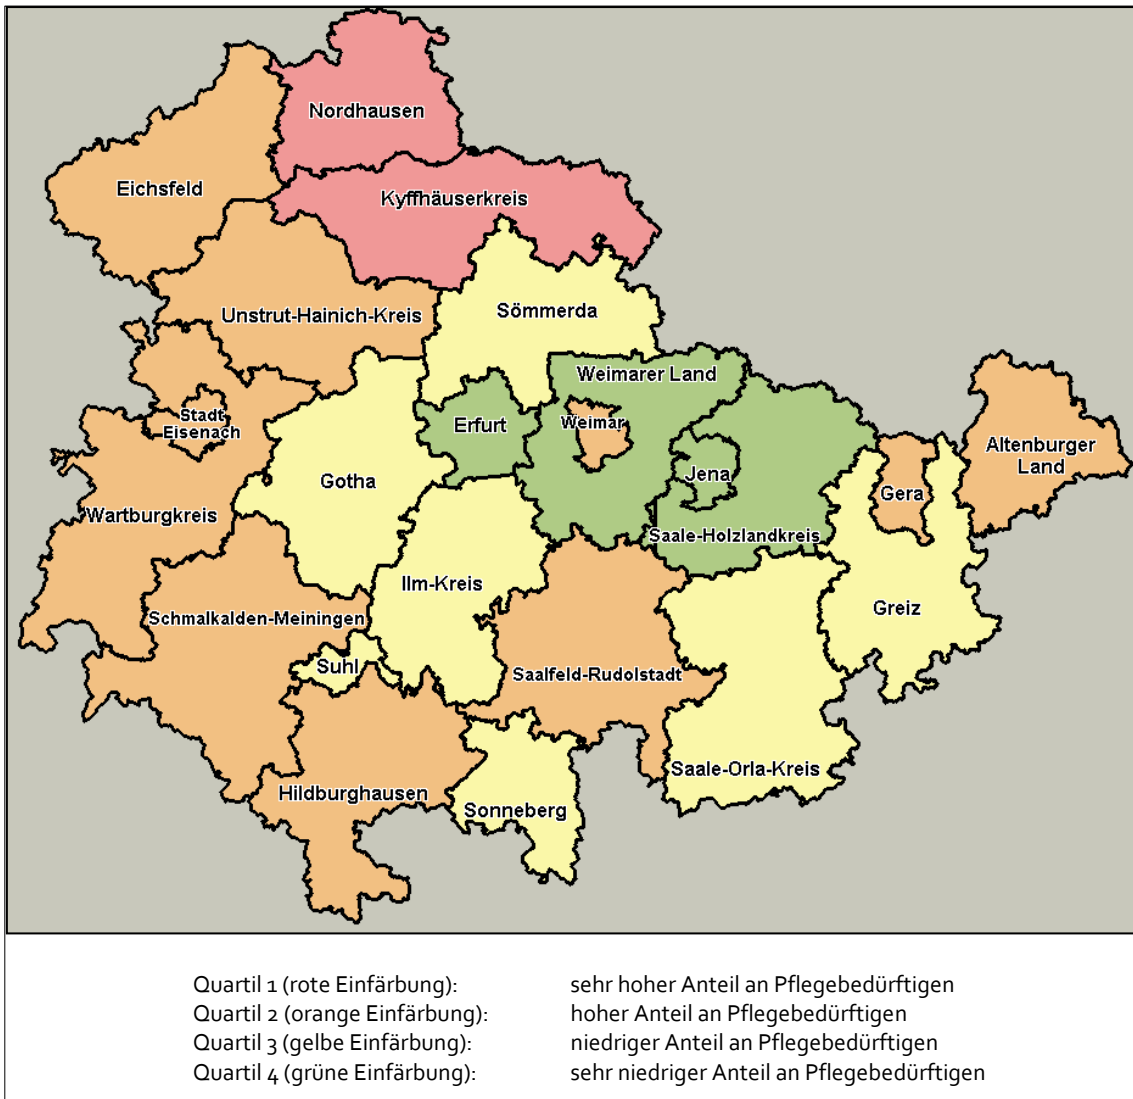 Nordhausen
Eichsfeld
Kyffhäuserkreis
Unstrut-Hainich-Kreis
Sömmerda
Weimarer Land
Stadt
Eisenach
Erfurt
Weimar
Altenburger
Land
Gotha
Jena
Gera
Wartburgkreis
Saale-Holzlandkreis
Ilm-Kreis
Schmalkalden-Meiningen
Greiz
Suhl
Saalfeld-Rudolstadt
Saale-Orla-Kreis
Hildburghausen
Sonneberg
Quartil 1 (rote Einfärbung): sehr hoher Anteil an Pflegebedürftigen
Quartil 2 (orange Einfärbung): hoher Anteil an Pflegebedürftigen
Quartil 3 (gelbe Einfärbung): niedriger Anteil an Pflegebedürftigen
Quartil 4 (grüne Einfärbung): sehr niedriger Anteil an Pflegebedürftigen